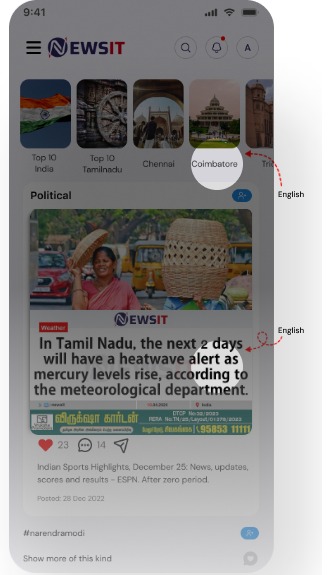 9:41
NEWSIT
A
Top 10
India
Top 10
Tamilnadu
Chennai
Coimbatore
English
Political
NEWSIT
Weather
English
In Tamil Nadu, the next 2 days
will have a heatwave alert as
mercury levels rise, according to
the meteorological department.
விருக்ஷா கார்டன்
95853 11111
23
14
Indian Sports Highlights, December 25: News, updates,
scores and results - ESPN. After zero period.
Posted: 28 Dec 2022
#narendramodi
Show more of this kind